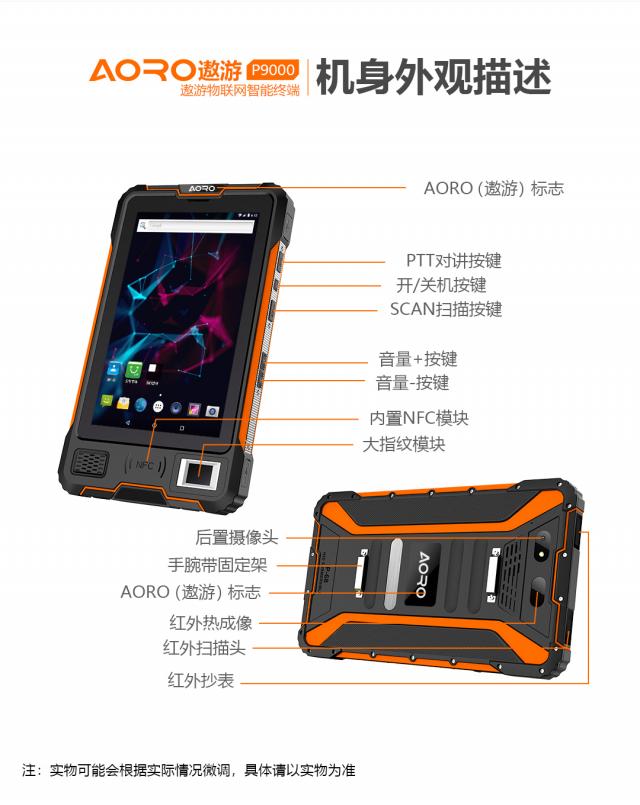 AORO遨游 P9000
遨游物联网智能终端
机身外观描述
AORO
AORO (遨游) 标志
PTT对讲按键
开/关机按键
SCAN扫描按键
音量+按键
音量-按键
内置NFC模块
大指纹模块
NFC
后置摄像头
手腕带固定架
AORO (遨游) 标志
红外热成像
红外扫描头
红外抄表
AORO
IP68
注：实物可能会根据实际情况微调，具体请以实物为准